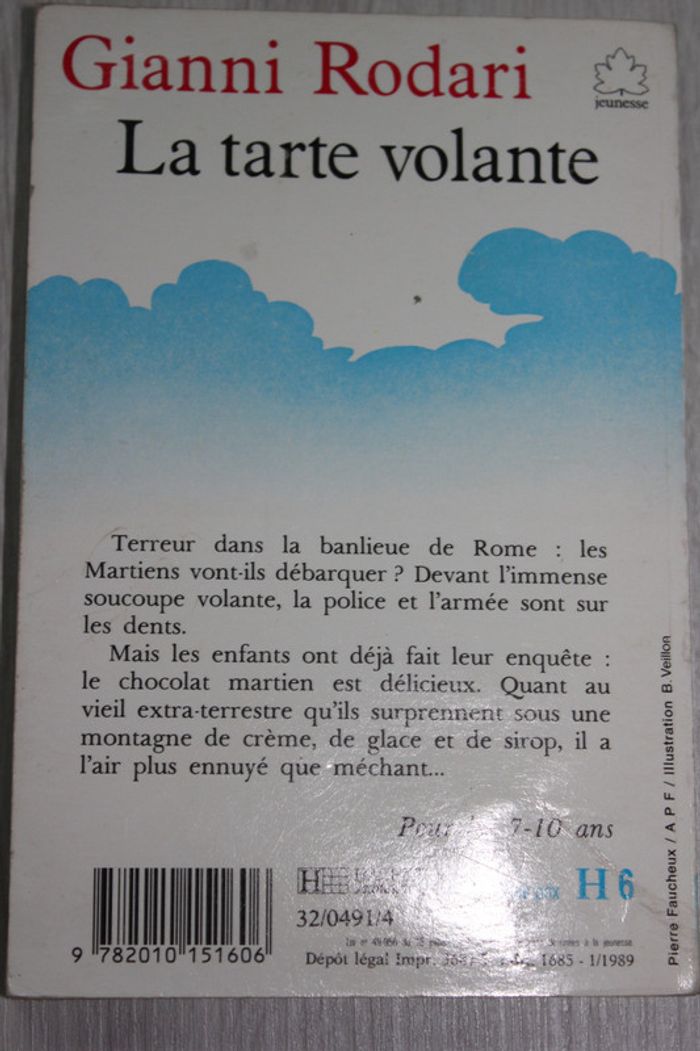 Gianni Rodari
jeunesse
La tarte volante
Terreur dans la banlieue de Rome : les
Martiens vont-ils débarquer ? Devant l'immense
soucoupe volante, la police et l'armée sont sur
les dents.
Mais les enfants ont déjà fait leur enquête :
le chocolat martien est délicieux. Quant au
vieil extra-terrestre qu'ils surprennent sous une
montagne de crème, de glace et de sirop, il a
l'air plus ennuyé que méchant...
7-10 ans
H
H 6
32/0491/4
à la jeunesse
9 782010 151606
Dépôt légal Impr. 1685 - 1/1989
Pierre Faucheux / A P F / Illustration B. Veillon